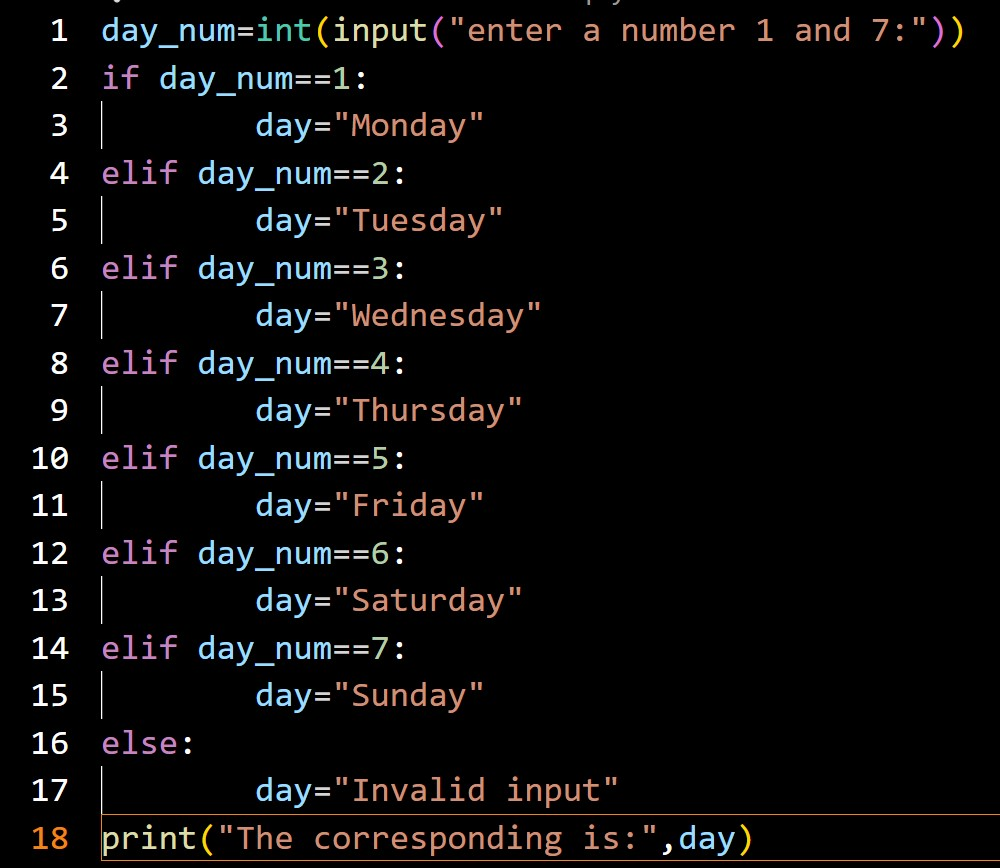 1 day_num=int(input("enter a number 1 and 7:"))
2 if day_num==1:
3         day="Monday"
4 elif day_num==2:
5         day="Tuesday"
6 elif day_num==3:
7         day="Wednesday"
8 elif day_num==4:
9         day="Thursday"
10 elif day_num==5:
11         day="Friday"
12 elif day_num==6:
13         day="Saturday"
14 elif day_num==7:
15         day="Sunday"
16 else:
17         day="Invalid input"
18 print("The corresponding is:",day)